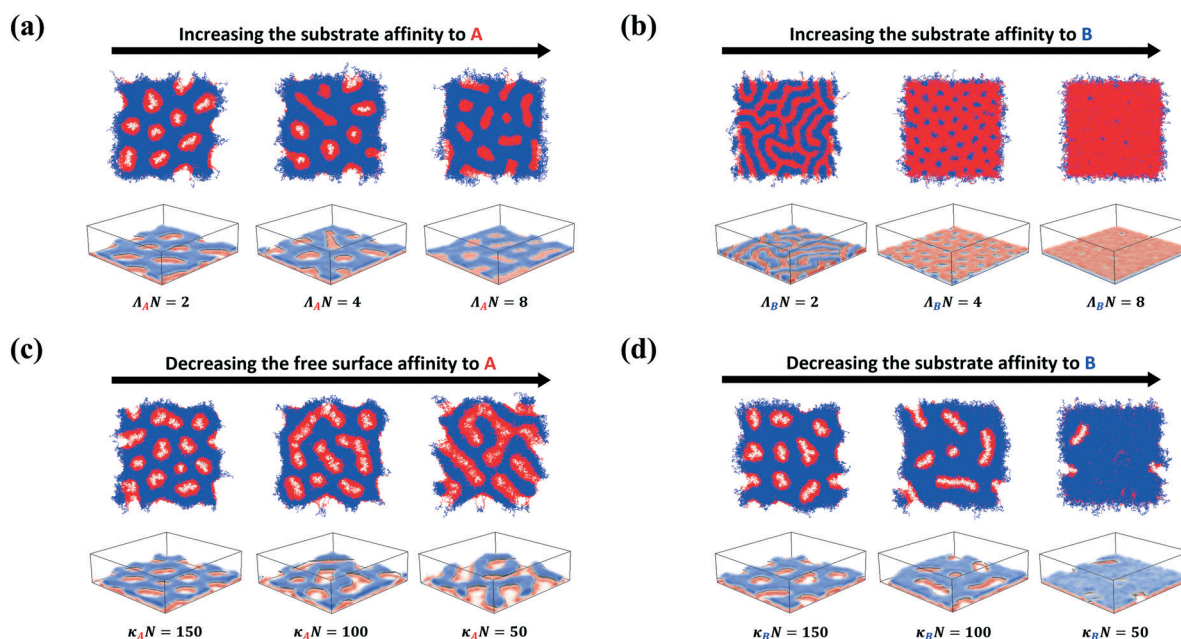 (a)
Increasing the substrate affinity to A
Λ_A N = 2
Λ_A N = 4
Λ_A N = 8
(b)
Increasing the substrate affinity to B
Λ_B N = 2
Λ_B N = 4
Λ_B N = 8
(c)
Decreasing the free surface affinity to A
κ_A N = 150
κ_A N = 100
κ_A N = 50
(d)
Decreasing the substrate affinity to B
κ_B N = 150
κ_B N = 100
κ_B N = 50